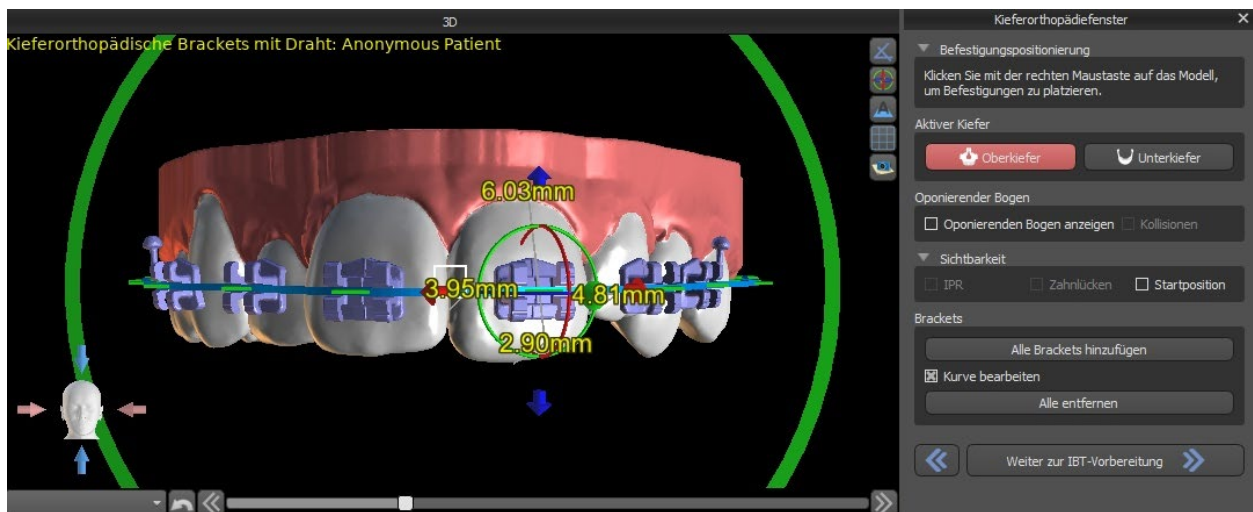 3D
Kieferorthopädische Brackets mit Draht: Anonymous Patient
6.03mm
3.95mm
4.81mm
2.90mm
Kieferorthopädiefenster
Befestigungspositionierung
Klicken Sie mit der rechten Maustaste auf das Modell,
um Befestigungen zu platzieren.
Aktiver Kiefer
Oberkiefer Unterkiefer
Oponierender Bogen
Oponierenden Bogen anzeigen Kollisionen
Sichtbarkeit
IPR Zahnlücken Startposition
Brackets
Alle Brackets hinzufügen
Kurve bearbeiten
Alle entfernen
Weiter zur IBT-Vorbereitung